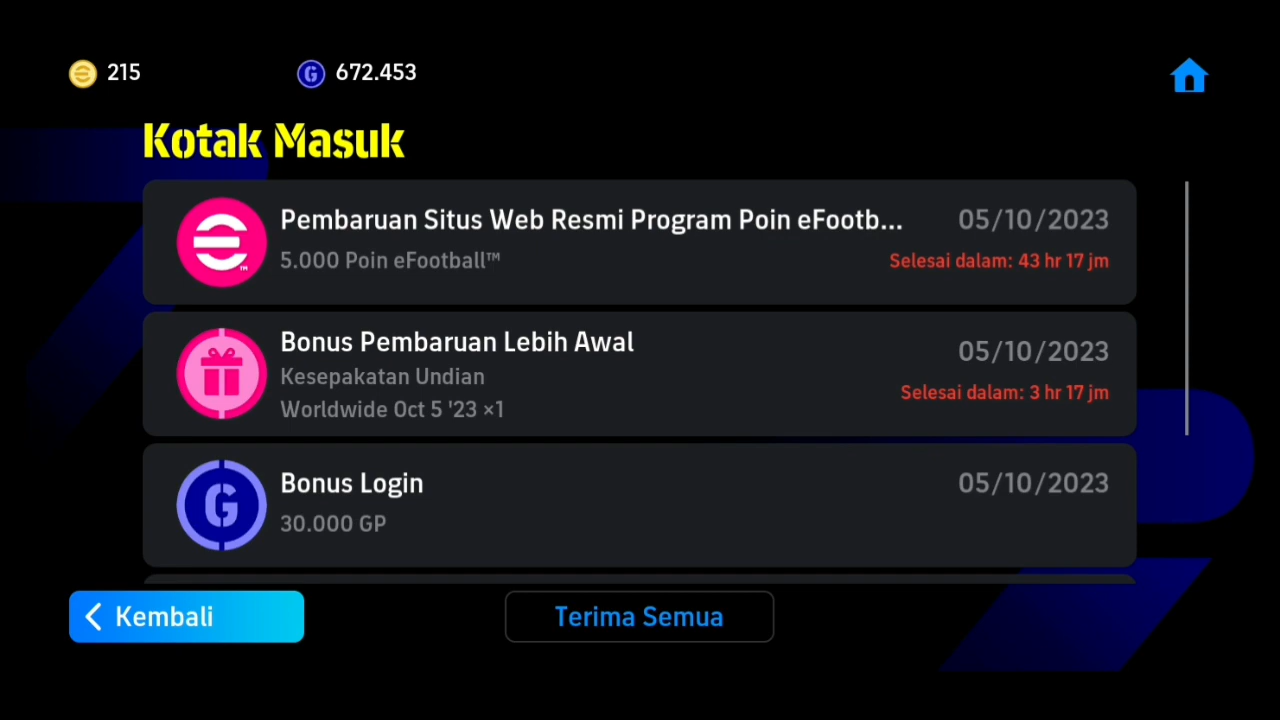 215
672.453
Kotak Masuk
Pembaruan Situs Web Resmi Program Poin eFootb...
05/10/2023
5.000 Poin eFootball™
Selesai dalam: 43 hr 17 jm
Bonus Pembaruan Lebih Awal
05/10/2023
Kesepakatan Undian
Selesai dalam: 3 hr 17 jm
Worldwide Oct 5 '23 ×1
G
Bonus Login
05/10/2023
30.000 GP
Kembali
Terima Semua